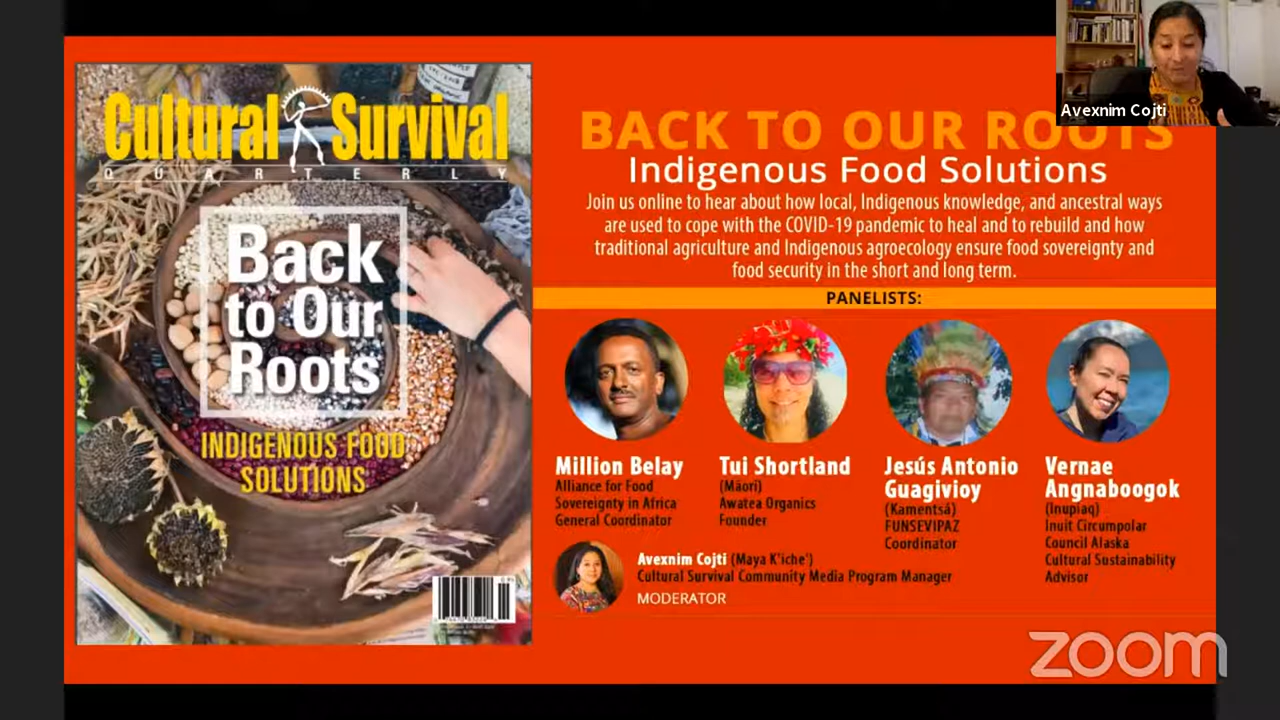 Avexnim Cojti
Cultural Survival
QUARTERLY
Back
to Our
Roots
INDIGENOUS FOOD
SOLUTIONS
BACK TO OUR ROOTS
Indigenous Food Solutions
Join us online to hear about how local, Indigenous knowledge, and ancestral ways
are used to cope with the COVID-19 pandemic to heal and to rebuild and how
traditional agriculture and Indigenous agroecology ensure food sovereignty and
food security in the short and long term.
PANELISTS:
Million Belay
Alliance for Food
Sovereignty in Africa
General Coordinator
Tui Shortland
(Māori)
Awatea Organics
Founder
Jesús Antonio
Guagivioy
(Kamentsá)
FUNSEVIPAZ
Coordinator
Vernae
Angnaboogok
(Inupiaq)
Inuit Circumpolar
Council Alaska
Cultural Sustainability
Advisor
Avexnim Cojti (Maya K'iche')
Cultural Survival Community Media Program Manager
MODERATOR
zoom